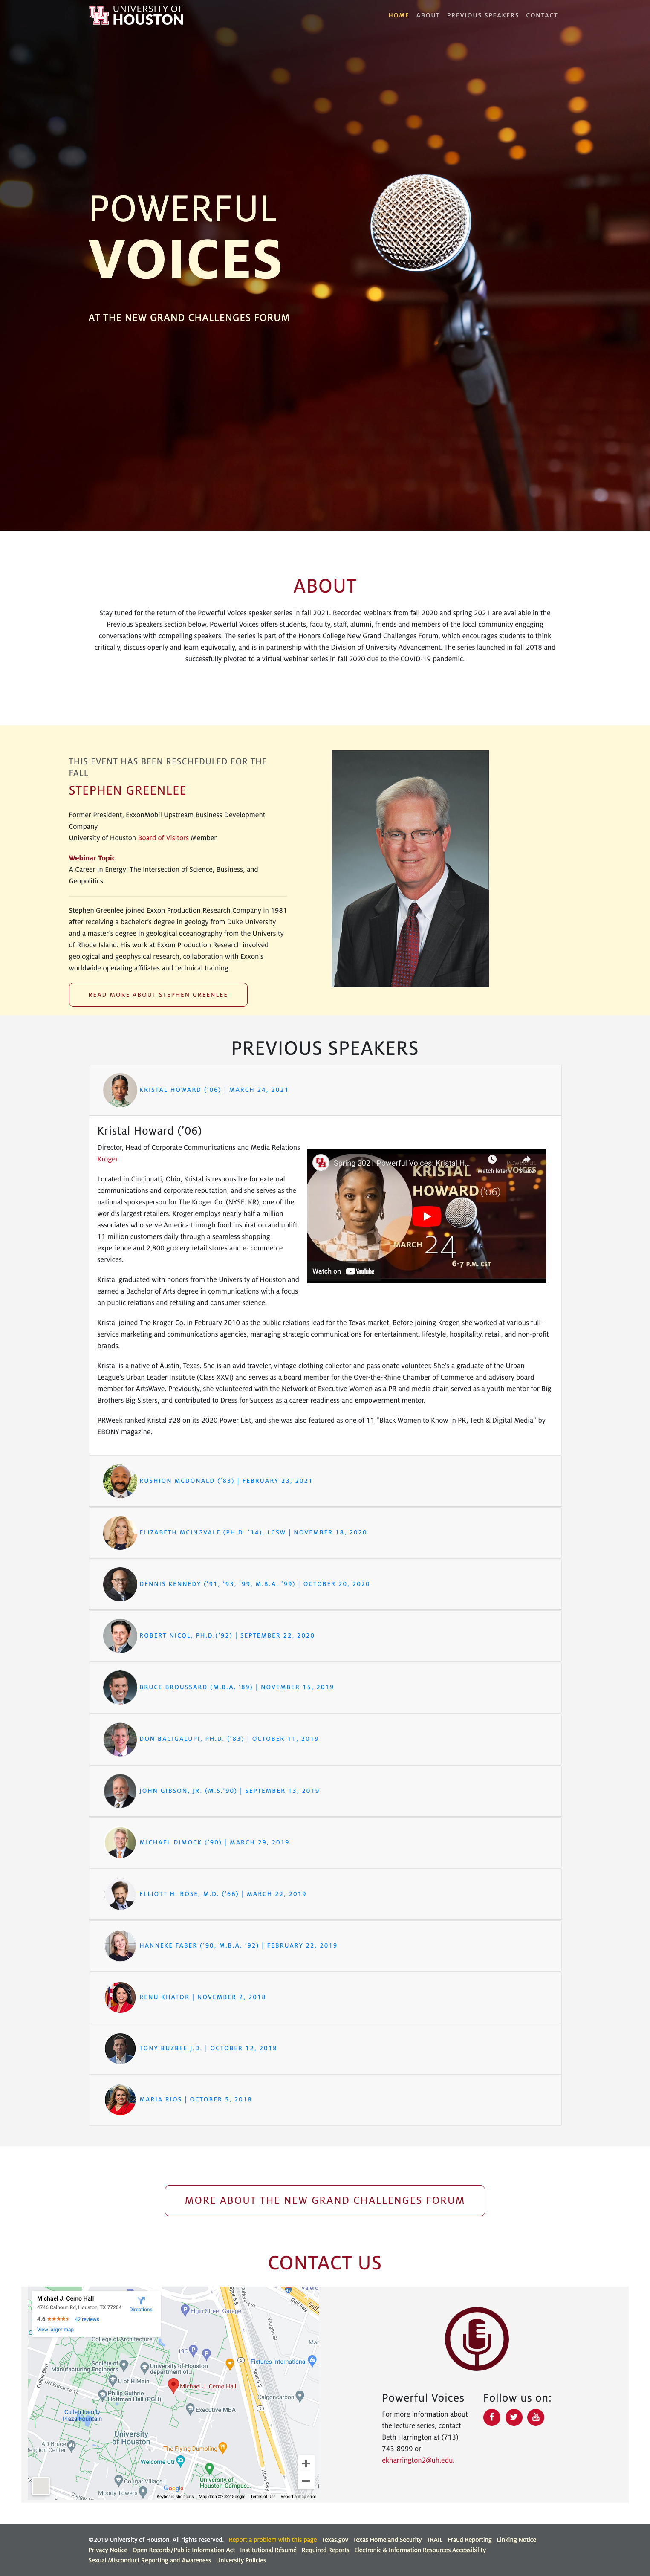 UNIVERSITY OF
HOUSTON
HOME ABOUT PREVIOUS SPEAKERS CONTACT
POWERFUL
VOICES
AT THE NEW GRAND CHALLENGES FORUM
ABOUT
Stay tuned for the return of the Powerful Voices speaker series in fall 2021. Recorded webinars from fall 2020 and spring 2021 are available in the
Previous Speakers section below. Powerful Voices offers students, faculty, staff, alumni, friends and members of the local community engaging
conversations with compelling speakers. The series is part of the Honors College New Grand Challenges Forum, which encourages students to think
critically, discuss openly and learn equivocally, and is in partnership with the Division of University Advancement. The series launched in fall 2018 and
successfully pivoted to a virtual webinar series in fall 2020 due to the COVID-19 pandemic.
THIS EVENT HAS BEEN RESCHEDULED FOR THE
FALL
STEPHEN GREENLEE
Former President, ExxonMobil Upstream Business Development
Company
University of Houston Board of Visitors Member
Webinar Topic
A Career in Energy: The Intersection of Science, Business, and
Geopolitics
Stephen Greenlee joined Exxon Production Research Company in 1981
after receiving a bachelor's degree in geology from Duke University
and a master's degree in geological oceanography from the University
of Rhode Island. His work at Exxon Production Research involved
geological and geophysical research, collaboration with Exxon's
worldwide operating affiliates and technical training.
READ MORE ABOUT STEPHEN GREENLEE
PREVIOUS SPEAKERS
KRISTAL HOWARD ('06) | MARCH 24, 2021
Kristal Howard ('06)
Director, Head of Corporate Communications and Media Relations
Kroger
Located in Cincinnati, Ohio, Kristal is responsible for external
communications and corporate reputation, and she serves as the
national spokesperson for The Kroger Co. (NYSE: KR), one of the
world's largest retailers. Kroger employs nearly half a million
associates who serve America through food inspiration and uplift
11 million customers daily through a seamless shopping
experience and 2,800 grocery retail stores and e- commerce
services.
Spring 2021 Powerful Voices: Kristal H...
Watch later
VOICES
KRISTAL
HOWARD ('06)
MARCH 24
6-7 P.M. CST
Watch on YouTube
Kristal graduated with honors from the University of Houston and
earned a Bachelor of Arts degree in communications with a focus
on public relations and retailing and consumer science.
Kristal joined The Kroger Co. in February 2010 as the public relations lead for the Texas market. Before joining Kroger, she worked at various full-
service marketing and communications agencies, managing strategic communications for entertainment, lifestyle, hospitality, retail, and non-profit
brands.
Kristal is a native of Austin, Texas. She is an avid traveler, vintage clothing collector and passionate volunteer. She's a graduate of the Urban
League's Urban Leader Institute (Class XXVI) and serves as a board member for the Over-the-Rhine Chamber of Commerce and advisory board
member for ArtsWave. Previously, she volunteered with the Network of Executive Women as a PR and media chair, served as a youth mentor for Big
Brothers Big Sisters, and contributed to Dress for Success as a career readiness and empowerment mentor.
PRWeek ranked Kristal #28 on its 2020 Power List, and she was also featured as one of 11 "Black Women to Know in PR, Tech & Digital Media" by
EBONY magazine.
RUSHION MCDONALD ('83) | FEBRUARY 23, 2021
ELIZABETH MCINGVALE (PH.D. '14), LCSW | NOVEMBER 18, 2020
DENNIS KENNEDY ('91, '93, '99, M.B.A. '99) | OCTOBER 20, 2020
ROBERT NICOL, PH.D.('92) | SEPTEMBER 22, 2020
BRUCE BROUSSARD (M.B.A. '89) | NOVEMBER 15, 2019
DON BACIGALUPI, PH.D. ('83) | OCTOBER 11, 2019
JOHN GIBSON, JR. (M.S.'90) | SEPTEMBER 13, 2019
MICHAEL DIMOCK ('90) | MARCH 29, 2019
ELLIOTT H. ROSE, M.D. ('66) | MARCH 22, 2019
HANNEKE FABER ('90, M.B.A. '92) | FEBRUARY 22, 2019
RENU KHATOR | NOVEMBER 2, 2018
TONY BUZBEE J.D. | OCTOBER 12, 2018
MARIA RIOS | OCTOBER 5, 2018
MORE ABOUT THE NEW GRAND CHALLENGES FORUM
CONTACT US
Michael J. Cemo Hall
4746 Calhoun Rd, Houston, TX 77204
4.6 42 reviews
View larger map
Directions
Elgin Street Garage
College of Architecture
19C
Society of
Manufacturing Engineers
University of Houston
department of...
Fixtures International
U of H Main
Michael J. Cemo Hall
Philip Guthrie
Hoffman Hall (PGH)
Calgoncarbon
Executive MBA
Cullen Family
Plaza Fountain
University
of Houston
AD Bruce
Religion Center
The Flying Dumpling
Welcome Ctr
Cougar Village I
University of
Houston Campus...
Moody Towers
Google
Keyboard shortcuts Map data ©2022 Google Terms of Use Report a map error
Powerful Voices
For more information about
the lecture series, contact
Beth Harrington at (713)
743-8999 or
ekharrington2@uh.edu.
Follow us on:
©2019 University of Houston. All rights reserved. Report a problem with this page Texas.gov Texas Homeland Security TRAIL Fraud Reporting Linking Notice
Privacy Notice Open Records/Public Information Act Institutional Résumé Required Reports Electronic & Information Resources Accessibility
Sexual Misconduct Reporting and Awareness University Policies